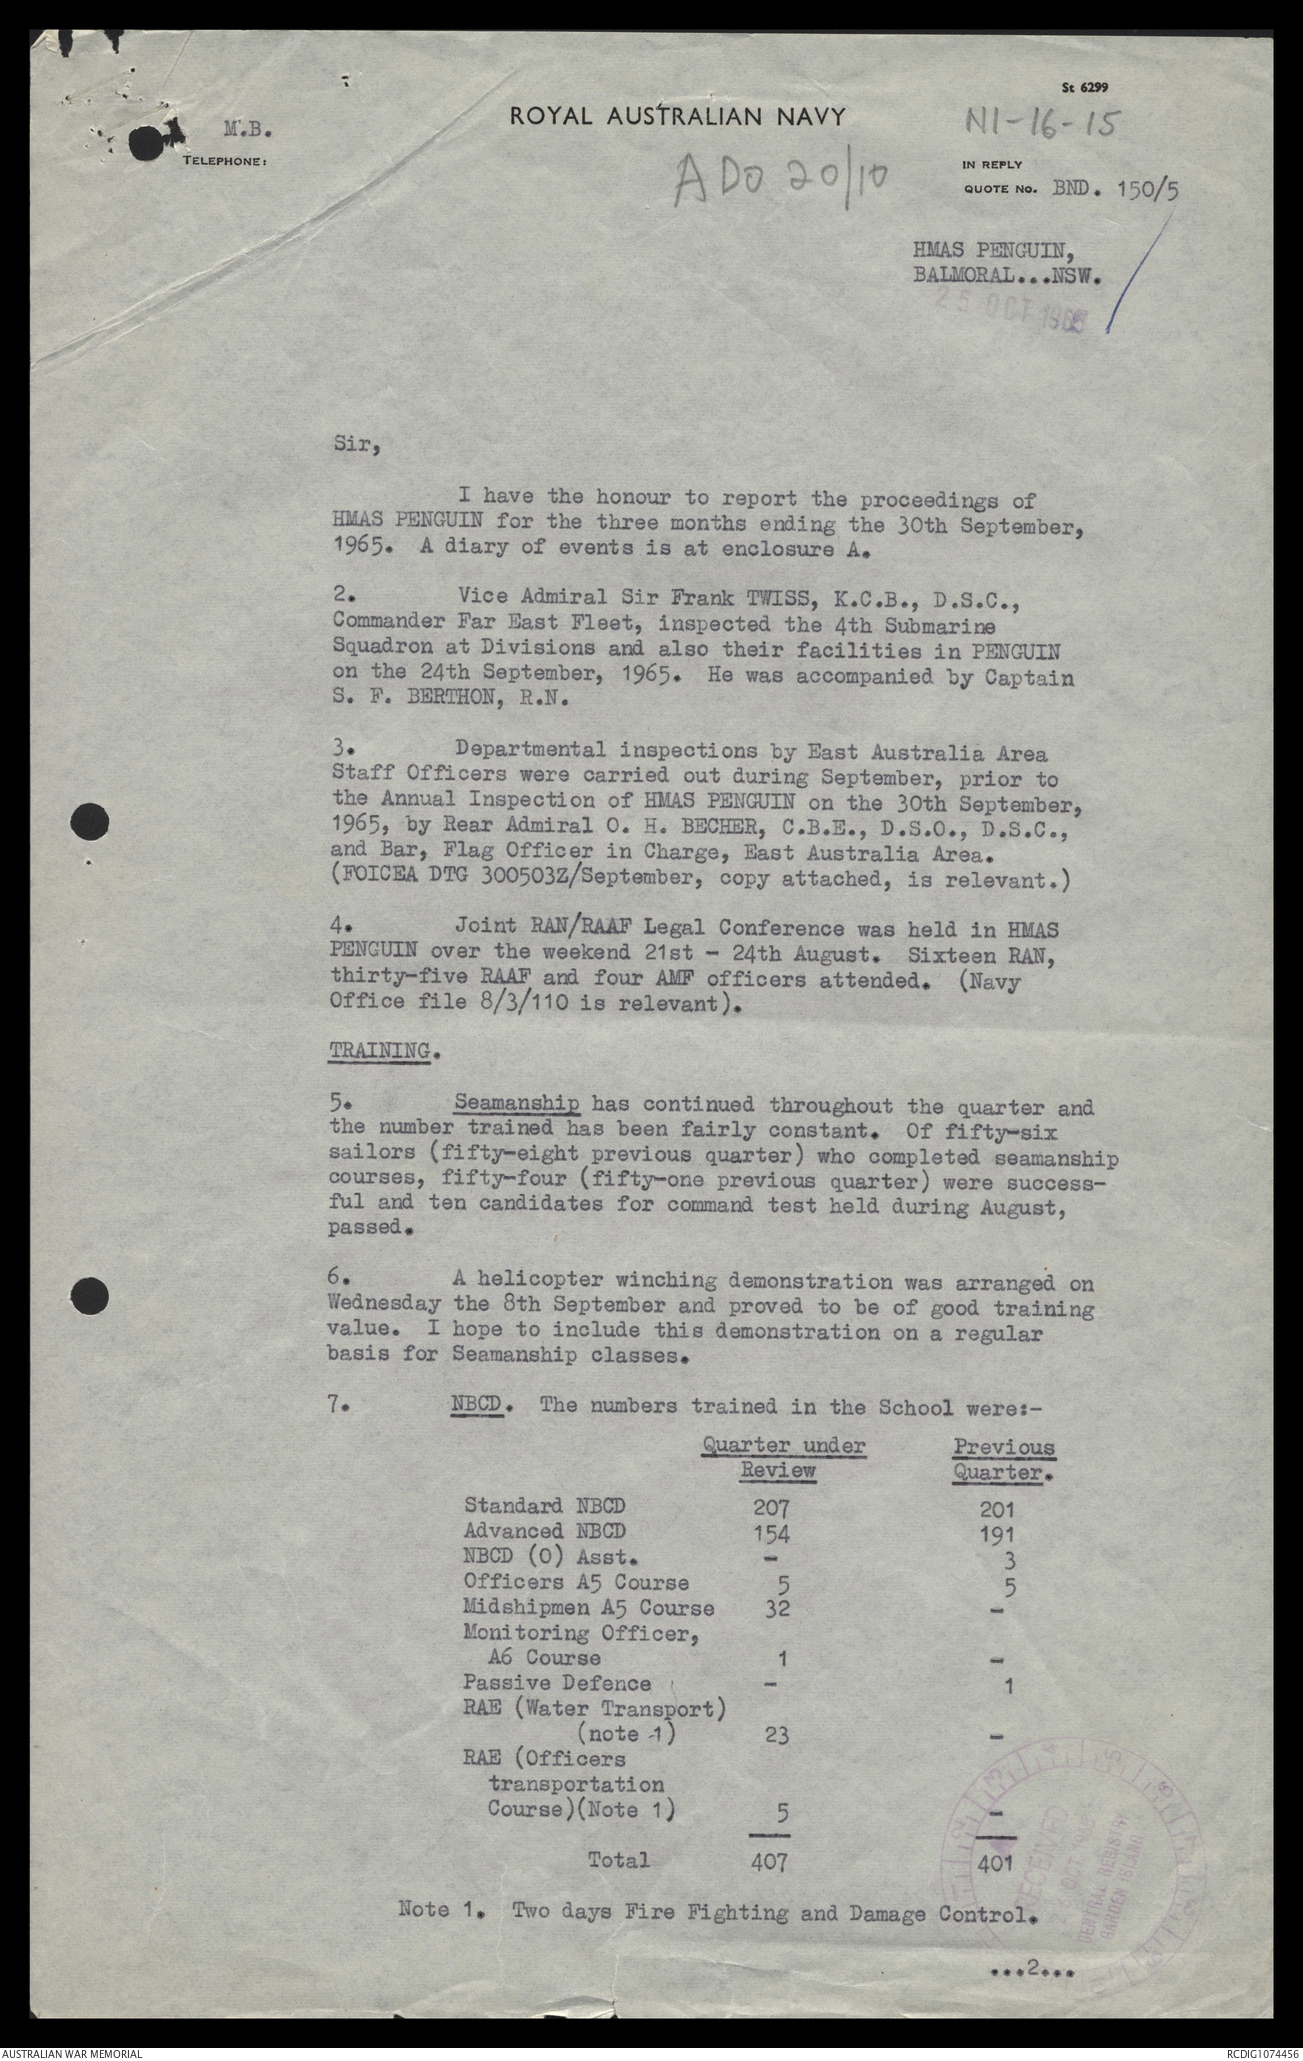 St 6299
M.B.
ROYAL AUSTRALIAN NAVY
N1-16-15
TELEPHONE:
ADO 20/10
IN REPLY
QUOTE No. BND. 150/5
HMAS PENGUIN,
BALMORAL...NSW.
25 OCT 1965
Sir,
I have the honour to report the proceedings of
HMAS PENGUIN for the three months ending the 30th September,
1965. A diary of events is at enclosure A.
2. Vice Admiral Sir Frank TWISS, K.C.B., D.S.C.,
Commander Far East Fleet, inspected the 4th Submarine
Squadron at Divisions and also their facilities in PENGUIN
on the 24th September, 1965. He was accompanied by Captain
S. F. BERTHON, R.N.
3. Departmental inspections by East Australia Area
Staff Officers were carried out during September, prior to
the Annual Inspection of HMAS PENGUIN on the 30th September,
1965, by Rear Admiral O. H. BECHER, C.B.E., D.S.O., D.S.C.,
and Bar, Flag Officer in Charge, East Australia Area.
(FOICEA DTG 300503Z/September, copy attached, is relevant.)
4. Joint RAN/RAAF Legal Conference was held in HMAS
PENGUIN over the weekend 21st - 24th August. Sixteen RAN,
thirty-five RAAF and four AMF officers attended. (Navy
Office file 8/3/110 is relevant).
TRAINING.
5. Seamanship has continued throughout the quarter and
the number trained has been fairly constant. Of fifty-six
sailors (fifty-eight previous quarter) who completed seamanship
courses, fifty-four (fifty-one previous quarter) were success-
ful and ten candidates for command test held during August,
passed.
6. A helicopter winching demonstration was arranged on
Wednesday the 8th September and proved to be of good training
value. I hope to include this demonstration on a regular
basis for Seamanship classes.
7. NBCD. The numbers trained in the School were:-
Quarter under Previous
Review Quarter.
Standard NBCD 207 201
Advanced NBCD 154 191
NBCD (O) Asst. - 3
Officers A5 Course 5 5
Midshipmen A5 Course 32 -
Monitoring Officer,
A6 Course 1 -
Passive Defence - 1
RAE (Water Transport)
(note 1) 23 -
RAE (Officers
transportation
Course)(Note 1) 5 -
Total 407 401
RECEIVED
OCT 1965
CENTRAL REGISTRY
GARDEN ISLAND
Note 1. Two days Fire Fighting and Damage Control.
...2...
AUSTRALIAN WAR MEMORIAL
RCDIG1074456